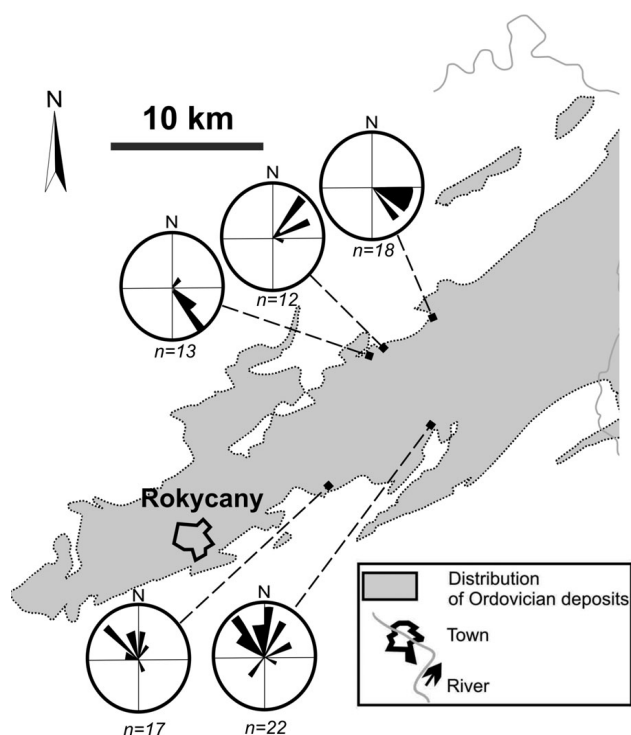 N
10 km
N
n=18
N
n=12
N
n=13
Rokycany
N
n=17
N
n=22
Distribution
of Ordovician deposits
Town
River